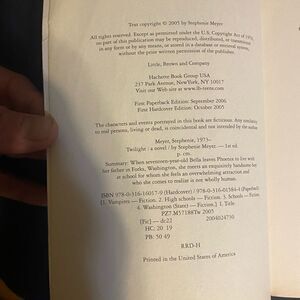 Text copyright © 2005 by Stephenie Meyer
All rights reserved. Except as permitted under the U.S. Copyright Act of 1976,
no part of this publication may be reproduced, distributed, or transmitted
in any form or by any means, or stored in a database or retrieval system,
without the prior written permission of the publisher.
Little, Brown and Company
Hachette Book Group USA
237 Park Avenue, New York, NY 10017
Visit our Web site at www.lb-teens.com
First Paperback Edition: September 2006
First Hardcover Edition: October 2005
The characters and events portrayed in this book are fictitious. Any similarity
to real persons, living or dead, is coincidental and not intended by the author.
Meyer, Stephenie, 1973–
Twilight : a novel / by Stephenie Meyer. — 1st ed.
p. cm.
Summary: When seventeen-year-old Bella leaves Phoenix to live with
her father in Forks, Washington, she meets an exquisitely handsome boy
at school for whom she feels an overwhelming attraction and
who she comes to realize is not wholly human.
ISBN 978-0-316-16017-9 (Hardcover) / 978-0-316-01584-4 (Paperback)
[1. Vampires — Fiction. 2. High schools — Fiction. 3. Schools — Fiction.
4. Washington (State) — Fiction.] I. Title
PZ7.M57188Tw 2005
[Fic] — dc22 2004024730
HC: 20 19
PB: 50 49
RRD-H
Printed in the United States of America